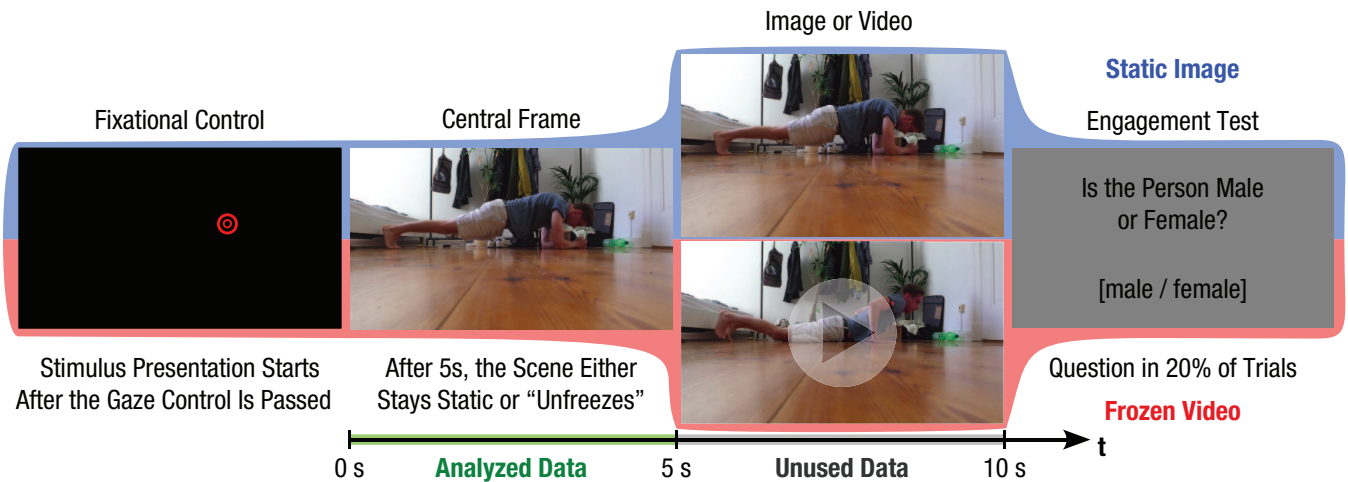 Image or Video
Static Image
Fixational Control
Central Frame
Engagement Test
Is the Person Male
or Female?
[male / female]
Stimulus Presentation Starts
After the Gaze Control Is Passed
After 5s, the Scene Either
Stays Static or “Unfreezes”
Question in 20% of Trials
Frozen Video
t
0 s
Analyzed Data
5 s
Unused Data
10 s